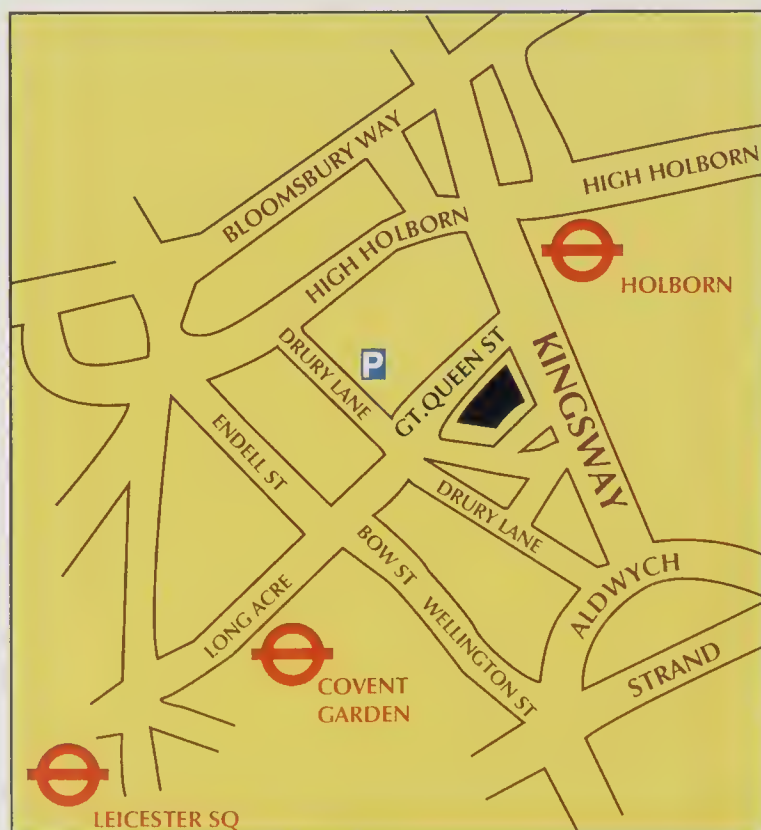 BLOOMSBURY WAY
HIGH HOLBORN
HIGH HOLBORN
HOLBORN
DRURY LANE
P
GT. QUEEN ST
KINGSWAY
ENDELL ST
DRURY LANE
BOW ST
ALDWYCH
LONG ACRE
WELLINGTON ST
STRAND
COVENT
GARDEN
LEICESTER SQ